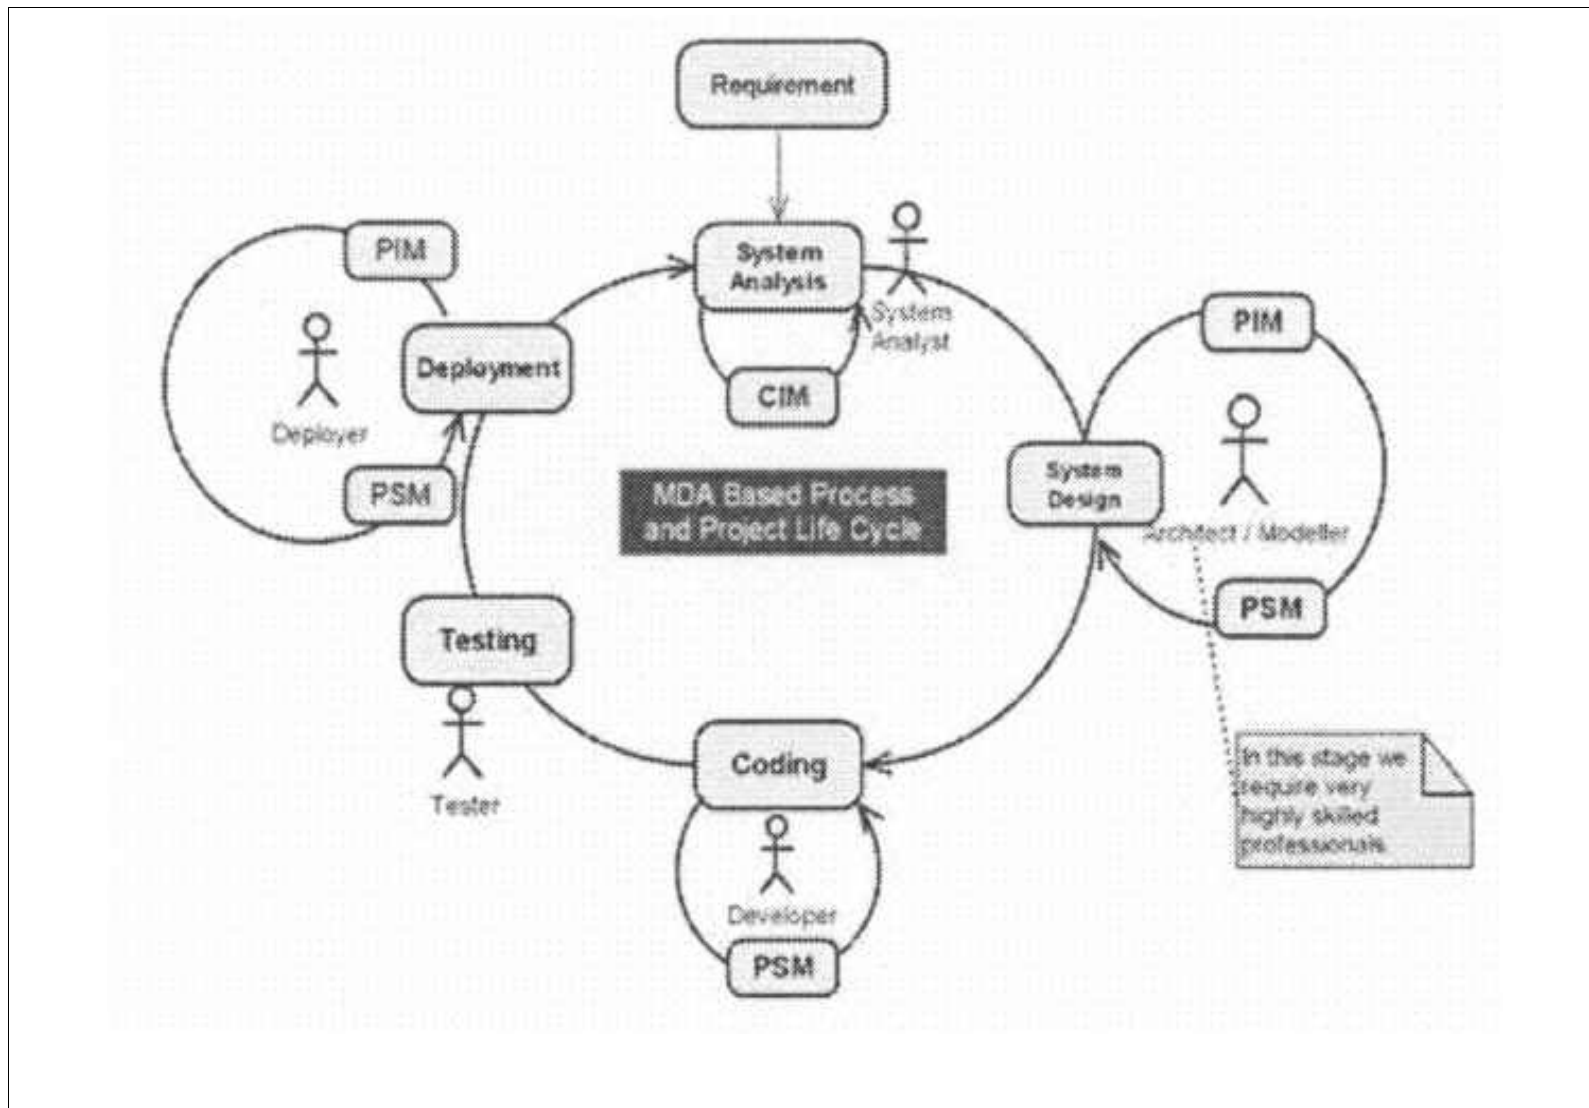 Requirement
System
Analysis
System
Analyst
CIM
PIM
Deployment
Deployer
PSM
PIM
System
Design
Architect / Modeller
PSM
MDA Based Process
and Project Life Cycle
Testing
Tester
Coding
Developer
PSM
In this stage we
require very
highly skilled
professionals.